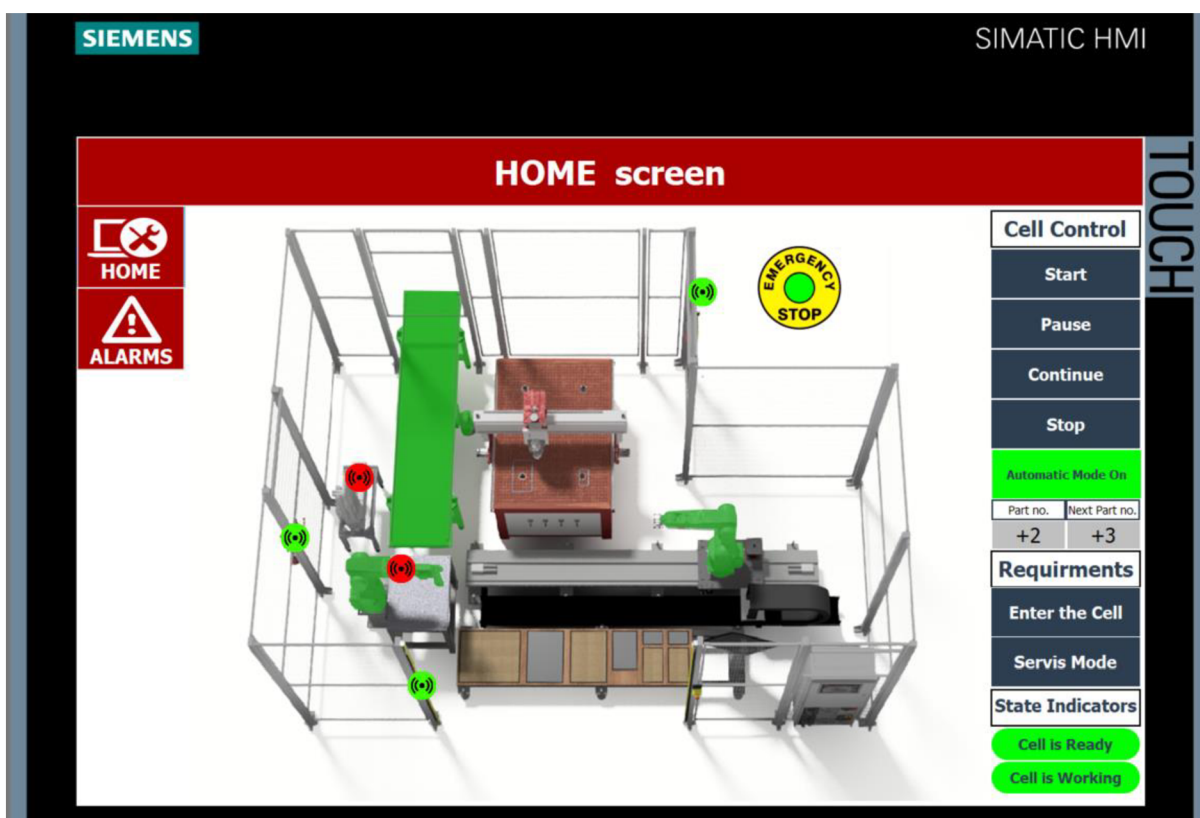 SIEMENS
SIMATIC HMI
TOUCH
HOME screen
HOME
ALARMS
EMERGENCY
STOP
Cell Control
Start
Pause
Continue
Stop
Automatic Mode On
Part no. Next Part no.
+2 +3
Requirments
Enter the Cell
Servis Mode
State Indicators
Cell is Ready
Cell is Working